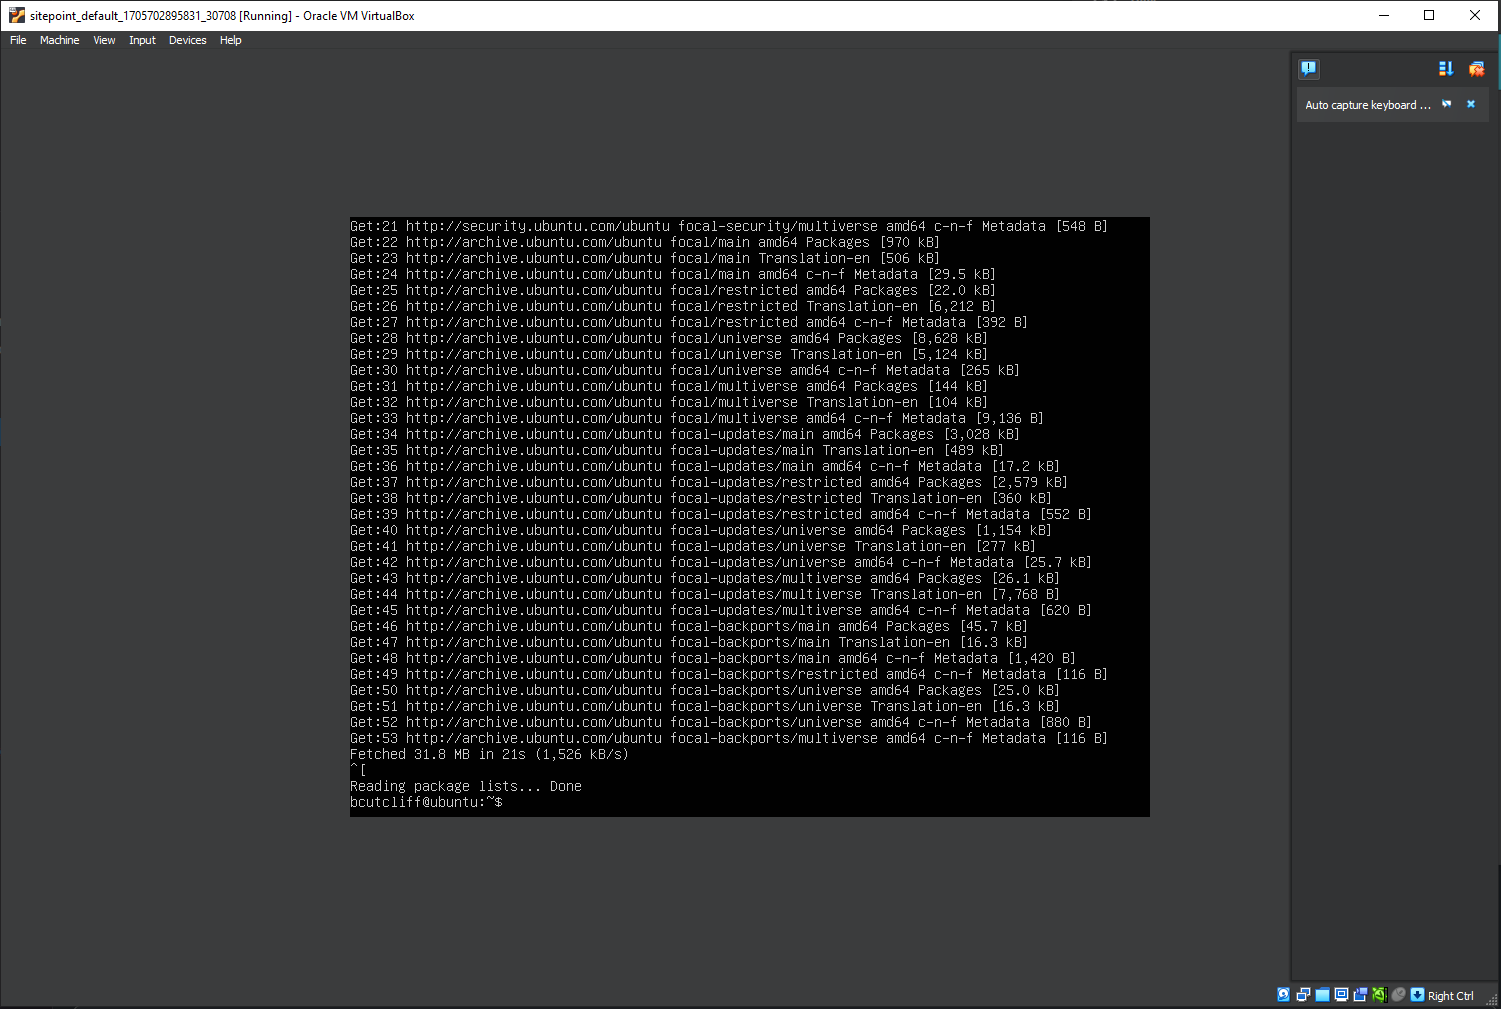 sitepoint_default_1705702895831_30708 [Running] - Oracle VM VirtualBox
File Machine View Input Devices Help
Auto capture keyboard ...
Get:21 http://security.ubuntu.com/ubuntu focal-security/multiverse amd64 c-n-f Metadata [548 B]
Get:22 http://archive.ubuntu.com/ubuntu focal/main amd64 Packages [970 kB]
Get:23 http://archive.ubuntu.com/ubuntu focal/main Translation-en [506 kB]
Get:24 http://archive.ubuntu.com/ubuntu focal/main amd64 c-n-f Metadata [29.5 kB]
Get:25 http://archive.ubuntu.com/ubuntu focal/restricted amd64 Packages [22.0 kB]
Get:26 http://archive.ubuntu.com/ubuntu focal/restricted Translation-en [6,212 B]
Get:27 http://archive.ubuntu.com/ubuntu focal/restricted amd64 c-n-f Metadata [392 B]
Get:28 http://archive.ubuntu.com/ubuntu focal/universe amd64 Packages [8,628 kB]
Get:29 http://archive.ubuntu.com/ubuntu focal/universe Translation-en [5,124 kB]
Get:30 http://archive.ubuntu.com/ubuntu focal/universe amd64 c-n-f Metadata [265 kB]
Get:31 http://archive.ubuntu.com/ubuntu focal/multiverse amd64 Packages [144 kB]
Get:32 http://archive.ubuntu.com/ubuntu focal/multiverse Translation-en [104 kB]
Get:33 http://archive.ubuntu.com/ubuntu focal/multiverse amd64 c-n-f Metadata [9,136 B]
Get:34 http://archive.ubuntu.com/ubuntu focal-updates/main amd64 Packages [3,028 kB]
Get:35 http://archive.ubuntu.com/ubuntu focal-updates/main Translation-en [489 kB]
Get:36 http://archive.ubuntu.com/ubuntu focal-updates/main amd64 c-n-f Metadata [17.2 kB]
Get:37 http://archive.ubuntu.com/ubuntu focal-updates/restricted amd64 Packages [2,579 kB]
Get:38 http://archive.ubuntu.com/ubuntu focal-updates/restricted Translation-en [360 kB]
Get:39 http://archive.ubuntu.com/ubuntu focal-updates/restricted amd64 c-n-f Metadata [552 B]
Get:40 http://archive.ubuntu.com/ubuntu focal-updates/universe amd64 Packages [1,154 kB]
Get:41 http://archive.ubuntu.com/ubuntu focal-updates/universe Translation-en [277 kB]
Get:42 http://archive.ubuntu.com/ubuntu focal-updates/universe amd64 c-n-f Metadata [25.7 kB]
Get:43 http://archive.ubuntu.com/ubuntu focal-updates/multiverse amd64 Packages [26.1 kB]
Get:44 http://archive.ubuntu.com/ubuntu focal-updates/multiverse Translation-en [7,768 B]
Get:45 http://archive.ubuntu.com/ubuntu focal-updates/multiverse amd64 c-n-f Metadata [620 B]
Get:46 http://archive.ubuntu.com/ubuntu focal-backports/main amd64 Packages [45.7 kB]
Get:47 http://archive.ubuntu.com/ubuntu focal-backports/main Translation-en [16.3 kB]
Get:48 http://archive.ubuntu.com/ubuntu focal-backports/main amd64 c-n-f Metadata [1,420 B]
Get:49 http://archive.ubuntu.com/ubuntu focal-backports/restricted amd64 c-n-f Metadata [116 B]
Get:50 http://archive.ubuntu.com/ubuntu focal-backports/universe amd64 Packages [25.0 kB]
Get:51 http://archive.ubuntu.com/ubuntu focal-backports/universe Translation-en [16.3 kB]
Get:52 http://archive.ubuntu.com/ubuntu focal-backports/universe amd64 c-n-f Metadata [880 B]
Get:53 http://archive.ubuntu.com/ubuntu focal-backports/multiverse amd64 c-n-f Metadata [116 B]
Fetched 31.8 MB in 21s (1,526 kB/s)
^[
Reading package lists... Done
bcutcliff@ubuntu:~$
Right Ctrl